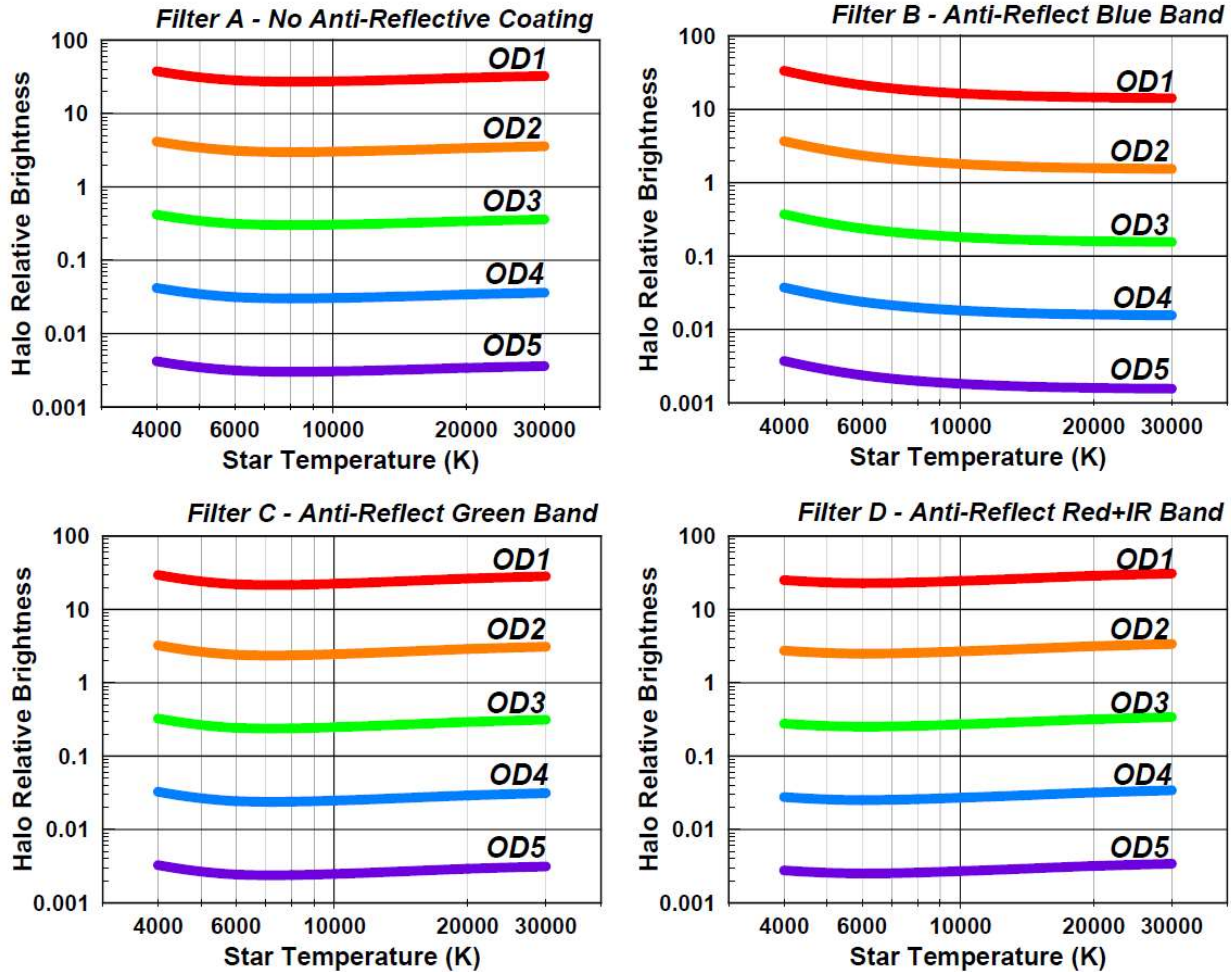 Filter A - No Anti-Reflective Coating
Halo Relative Brightness
100
10
1
0.1
0.01
0.001
OD1
OD2
OD3
OD4
OD5
4000 6000 10000 20000 30000
Star Temperature (K)
Filter B - Anti-Reflect Blue Band
Halo Relative Brightness
100
10
1
0.1
0.01
0.001
OD1
OD2
OD3
OD4
OD5
4000 6000 10000 20000 30000
Star Temperature (K)
Filter C - Anti-Reflect Green Band
Halo Relative Brightness
100
10
1
0.1
0.01
0.001
OD1
OD2
OD3
OD4
OD5
4000 6000 10000 20000 30000
Star Temperature (K)
Filter D - Anti-Reflect Red+IR Band
Halo Relative Brightness
100
10
1
0.1
0.01
0.001
OD1
OD2
OD3
OD4
OD5
4000 6000 10000 20000 30000
Star Temperature (K)